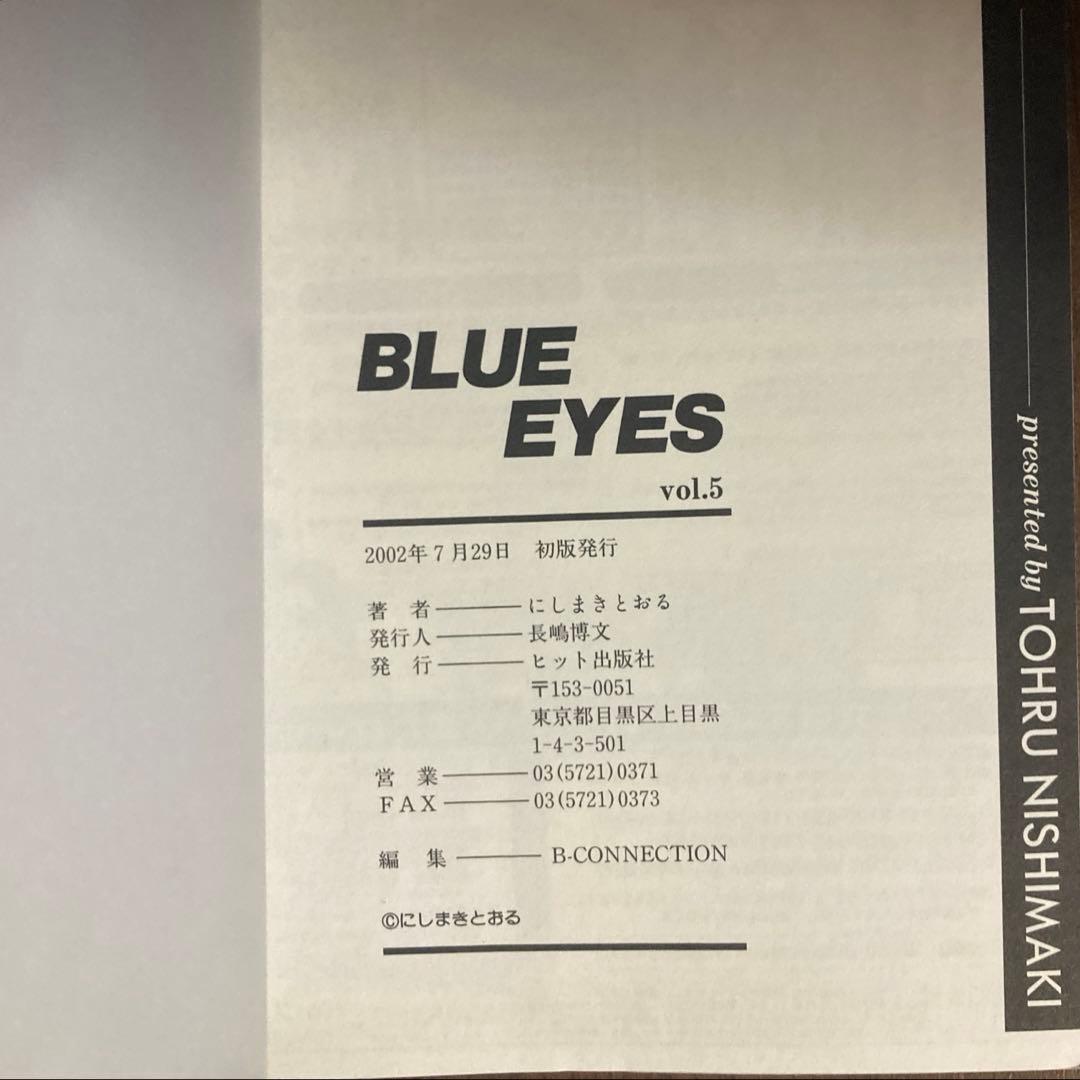 BLUE
EYES
vol.5
2002年7月29日　初版発行
著　者―――にしまきとおる
発行人―――長嶋博文
発　行―――ヒット出版社
〒153-0051
東京都目黒区上目黒
1-4-3-501
営　業―――03(5721)0371
ＦＡＸ―――03(5721)0373
編　集―――B-CONNECTION
©にしまきとおる
presented by TOHRU NISHIMAKI